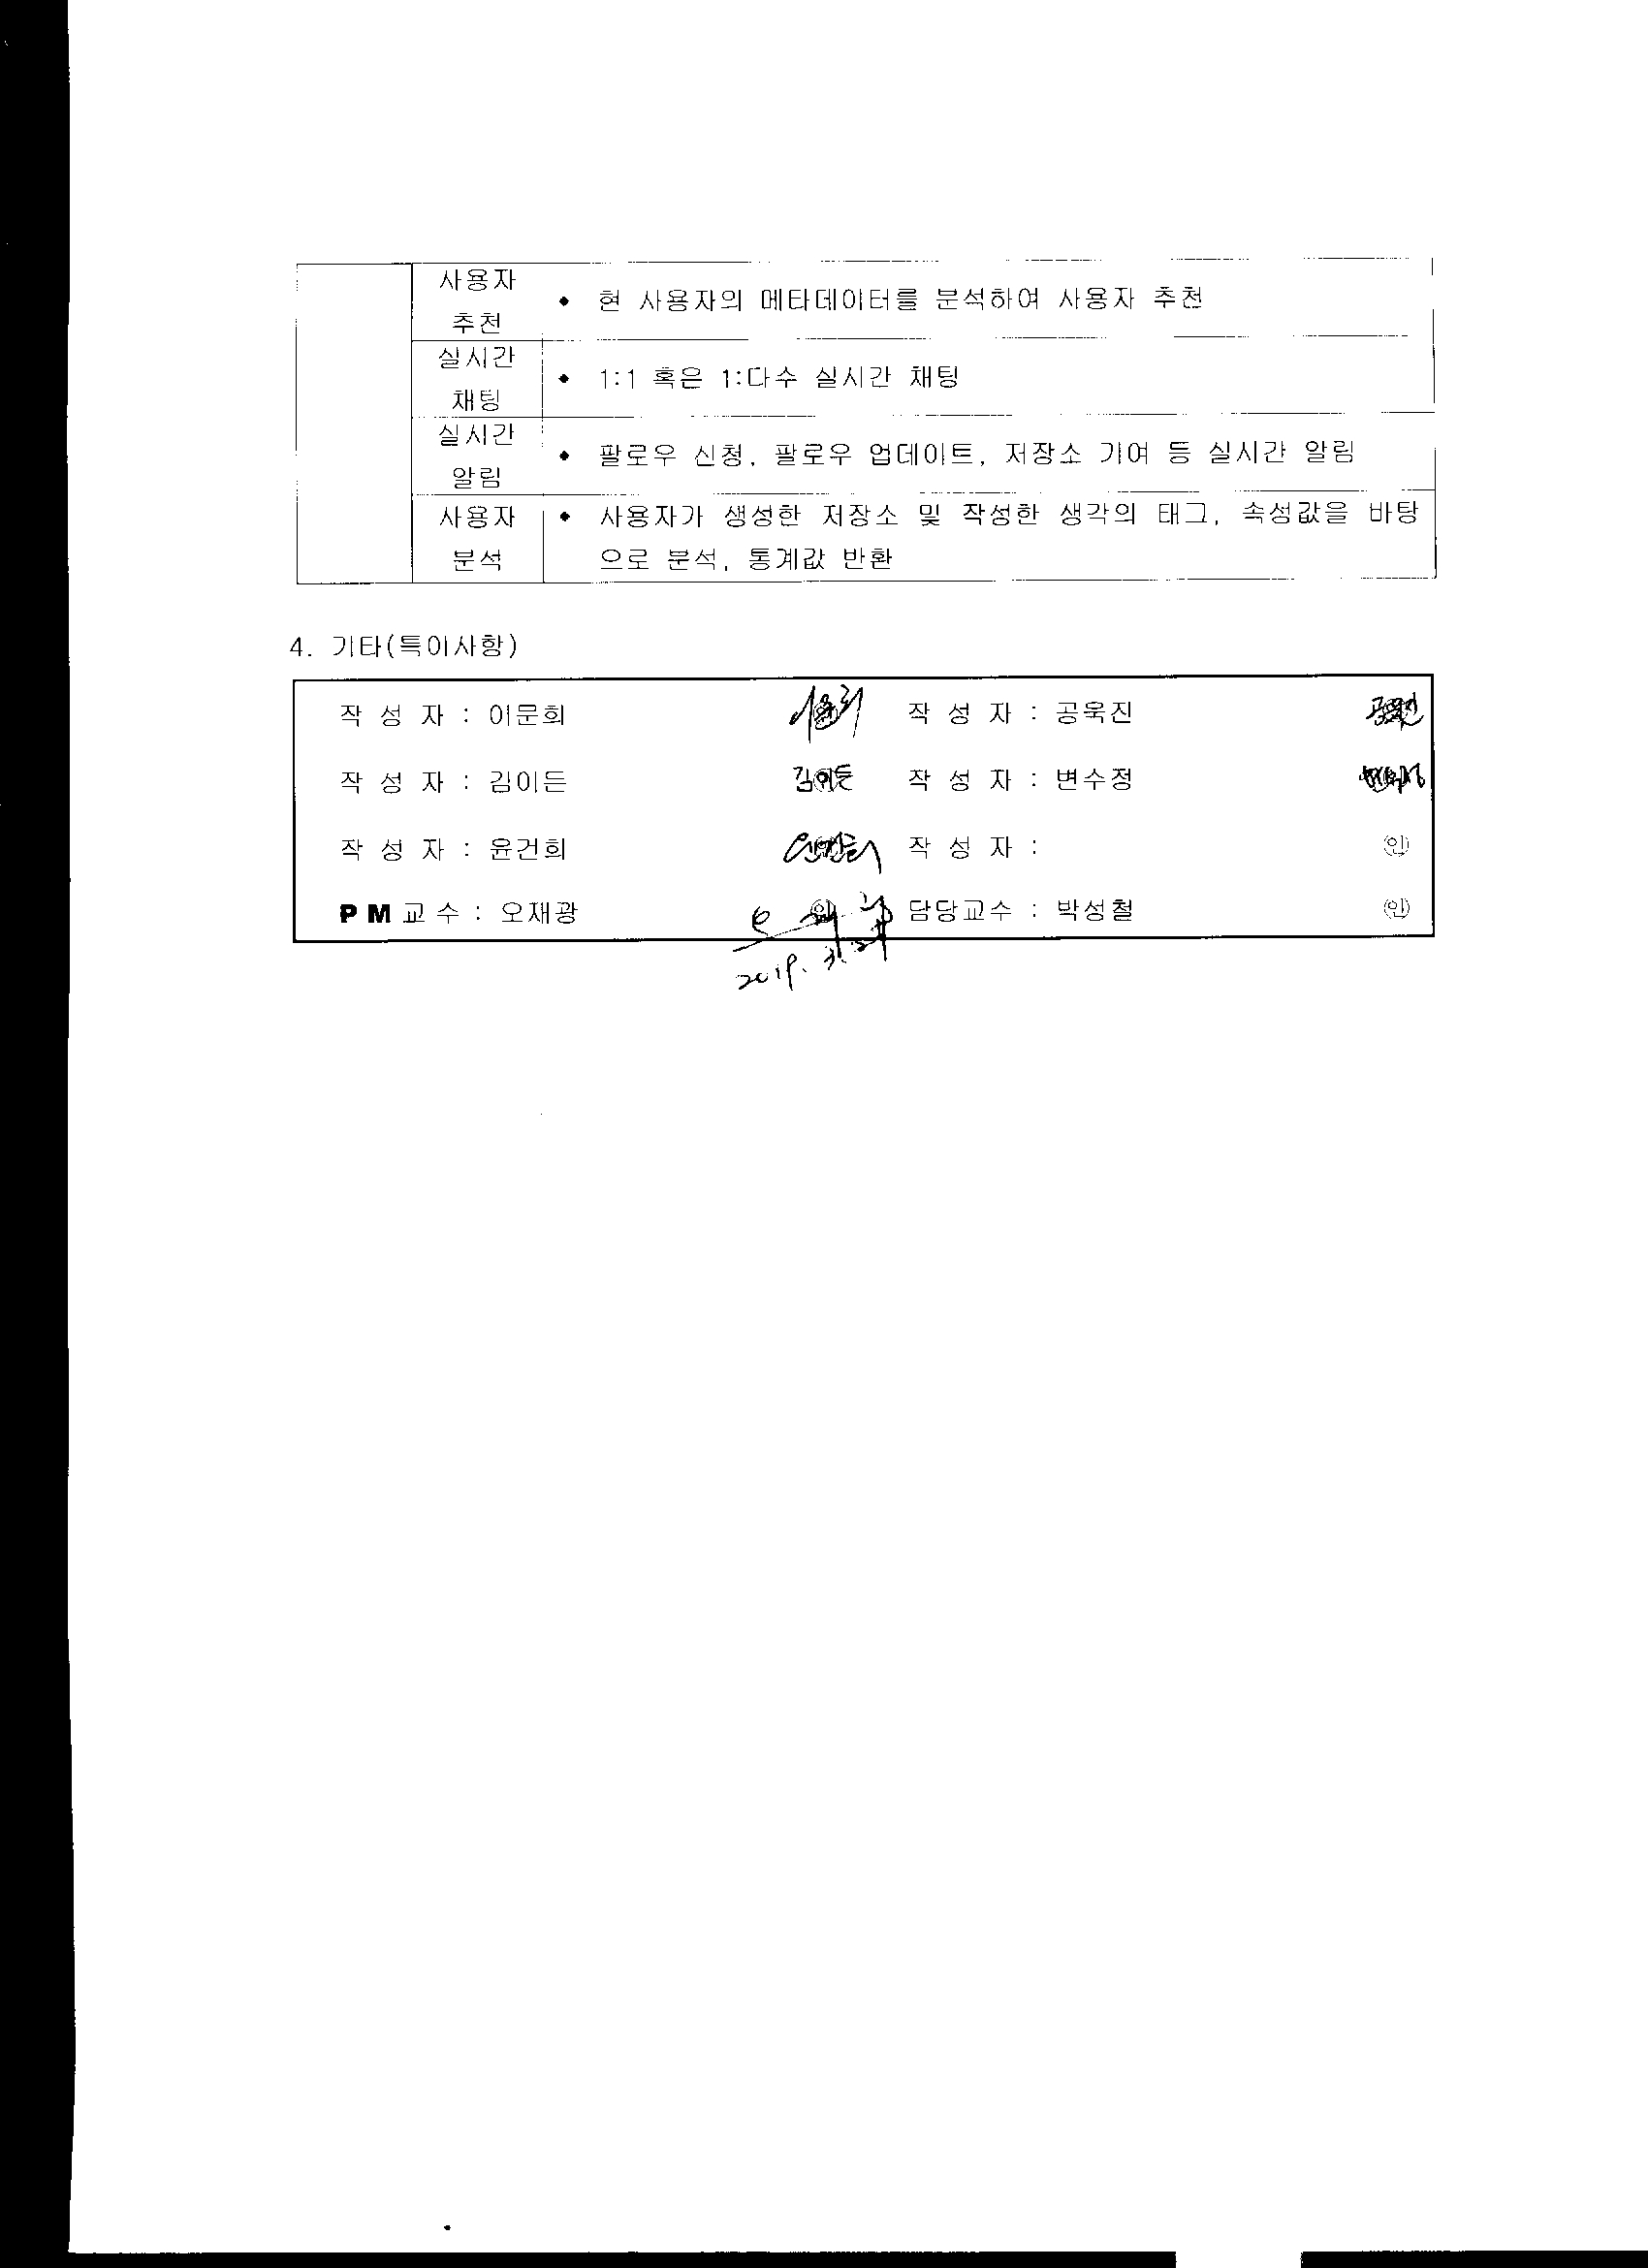 사용자
추천
• 현 사용자의 메타데이터를 분석하여 사용자 추천
실시간
채팅
• 1:1 혹은 1:다수 실시간 채팅
실시간
알림
• 팔로우 신청, 팔로우 업데이트, 저장소 기여 등 실시간 알림
사용자
분석
• 사용자가 생성한 저장소 및 작성한 생각의 태그, 속성값을 바탕
으로 분석, 통계값 반환
4. 기타(특이사항)
작 성 자 : 이문희 이문희 작 성 자 : 공욱진 공욱진
작 성 자 : 김이든 김이든 작 성 자 : 변수정
작 성 자 : 윤건희 윤건희 작 성 자 : ㊞
PM교수 : 오재광 ㊞ 담당교수 : 박성철 ㊞
2019. 3.